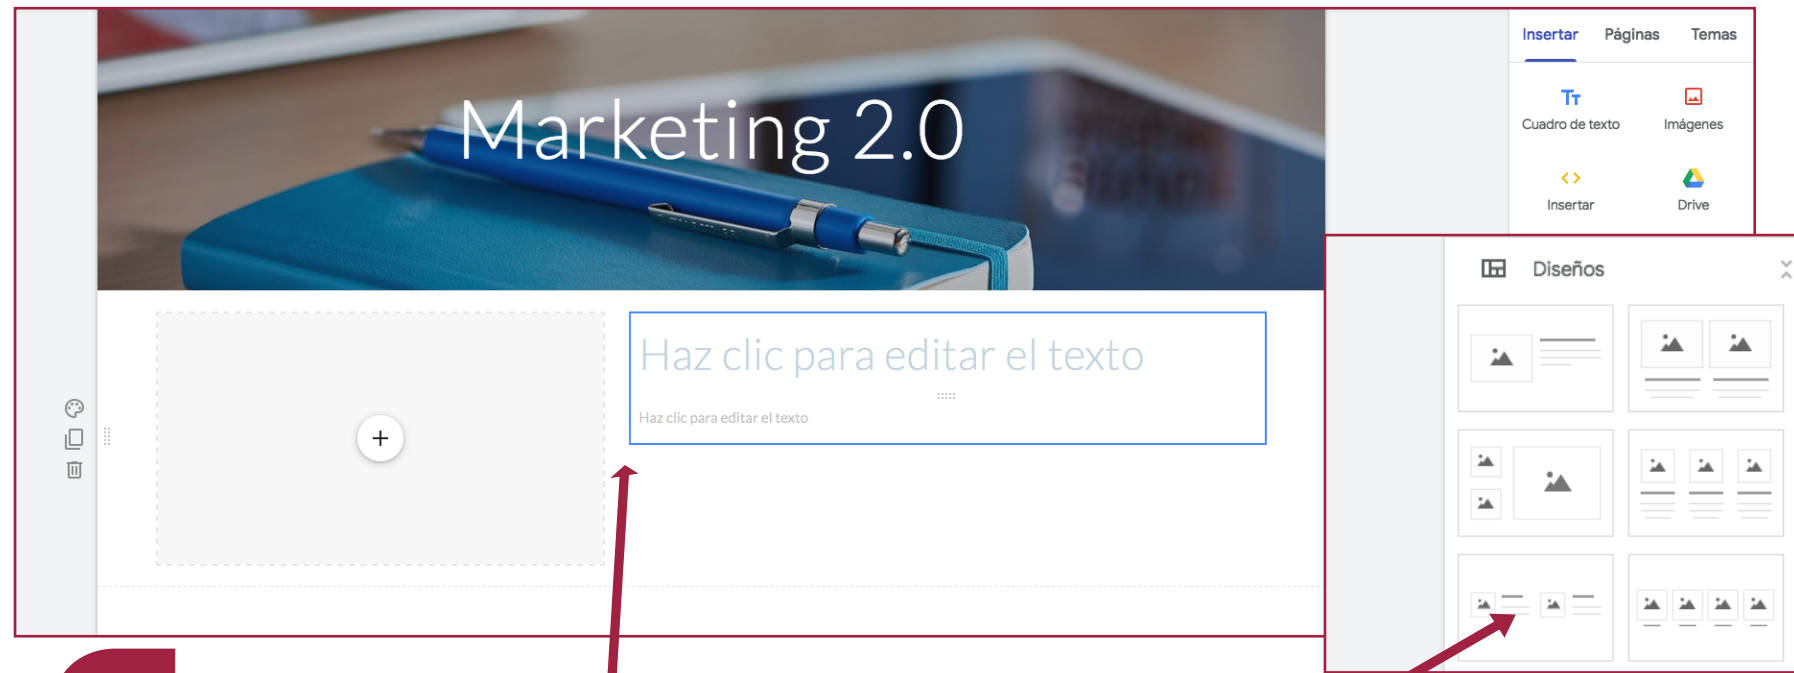 Marketing 2.0
Insertar Páginas Temas
Cuadro de texto Imágenes
Insertar Drive
Diseños
Haz clic para editar el texto
Haz clic para editar el texto